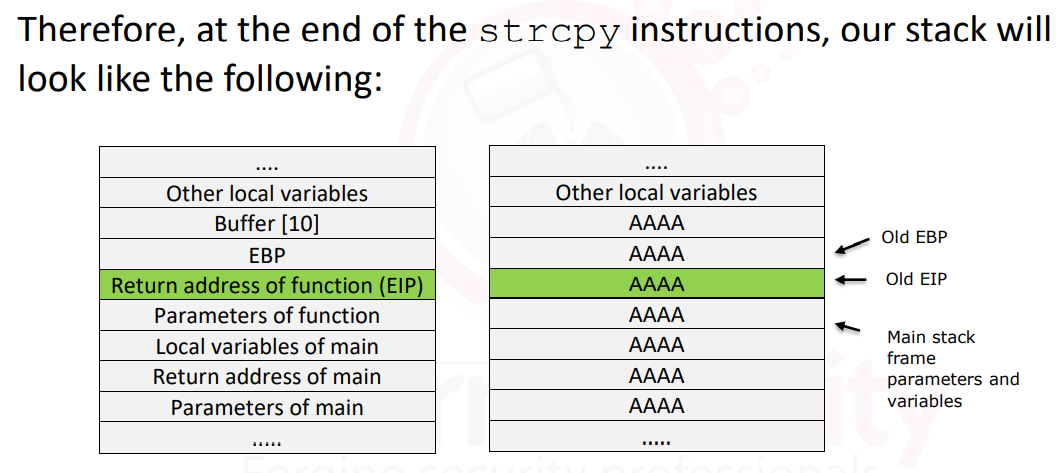 Therefore, at the end of the strcpy instructions, our stack will
look like the following:
....
Other local variables
Buffer [10]
EBP
Return address of function (EIP)
Parameters of function
Local variables of main
Return address of main
Parameters of main
.....
....
Other local variables
AAAA
AAAA
AAAA
AAAA
AAAA
AAAA
AAAA
.....
Old EBP
Old EIP
Main stack
frame
parameters and
variables
Forging security professionals